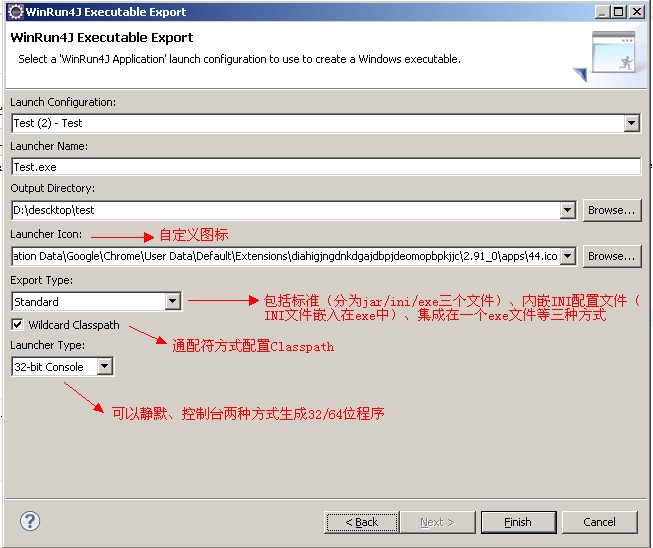 WinRun4J Executable Export
WinRun4J Executable Export
Select a 'WinRun4J Application' launch configuration to use to create a Windows executable.
Launch Configuration:
Test (2) - Test
Launcher Name:
Test.exe
Output Directory:
D:\descktop\test
Browse...
Launcher Icon:
自定义图标
ation Data\Google\Chrome\User Data\Default\Extensions\diahigjngdnkdgajdbpjdeomopbpkjjc\2.91_0\apps\44.ico
Browse...
Export Type:
Standard
包括标准（分为jar/ini/exe三个文件）、内嵌INI配置文件（
INI文件嵌入在exe中）、集成在一个exe文件等三种方式
Wildcard Classpath
通配符方式配置Classpath
Launcher Type:
32-bit Console
可以静默、控制台两种方式生成32/64位程序
?
< Back
Next >
Finish
Cancel